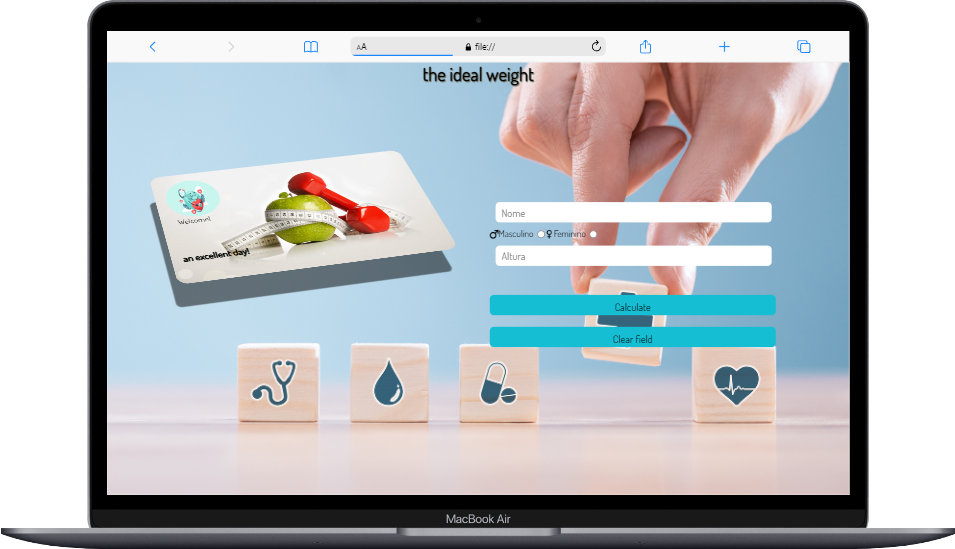 AA file://
the ideal weight
Welcome!
an excellent day!
Nome
Masculino Feminino
Altura
Calculate
Clear field
MacBook Air